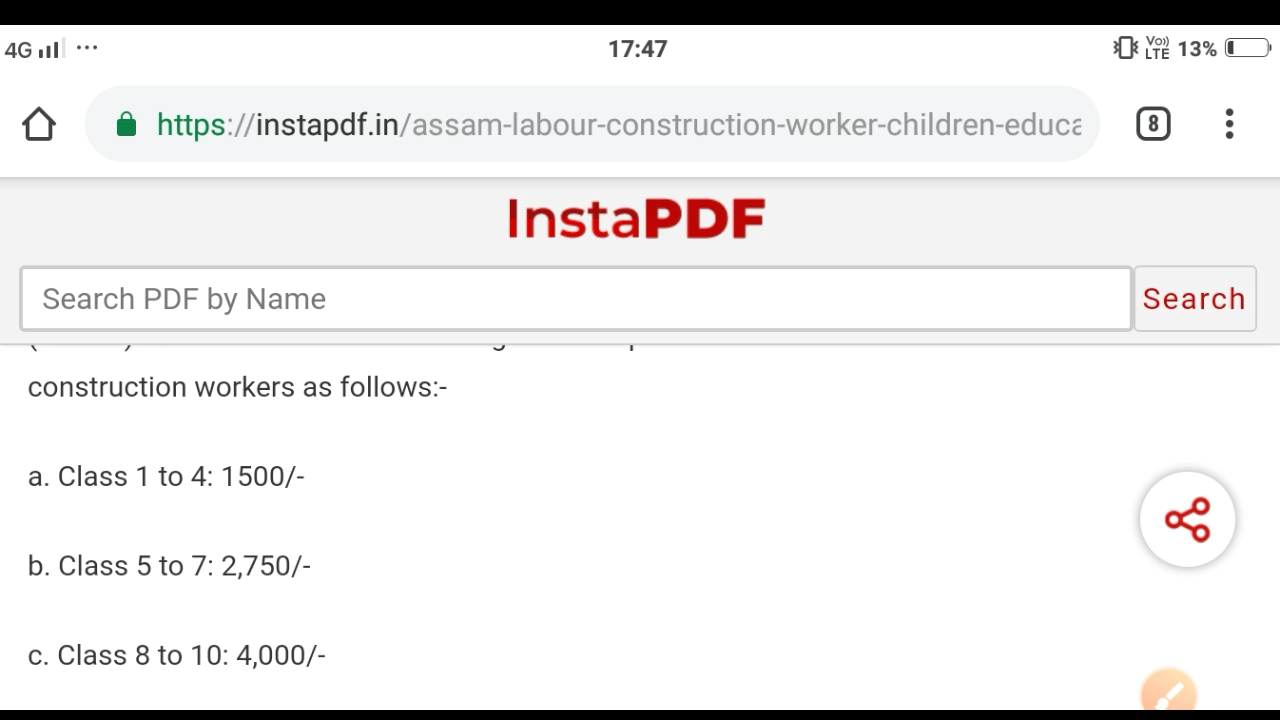 4G 17:47 Vo)) LTE 13%
https://instapdf.in/assam-labour-construction-worker-children-educa 8
InstaPDF
Search PDF by Name Search
construction workers as follows:-
a. Class 1 to 4: 1500/-
b. Class 5 to 7: 2,750/-
c. Class 8 to 10: 4,000/-